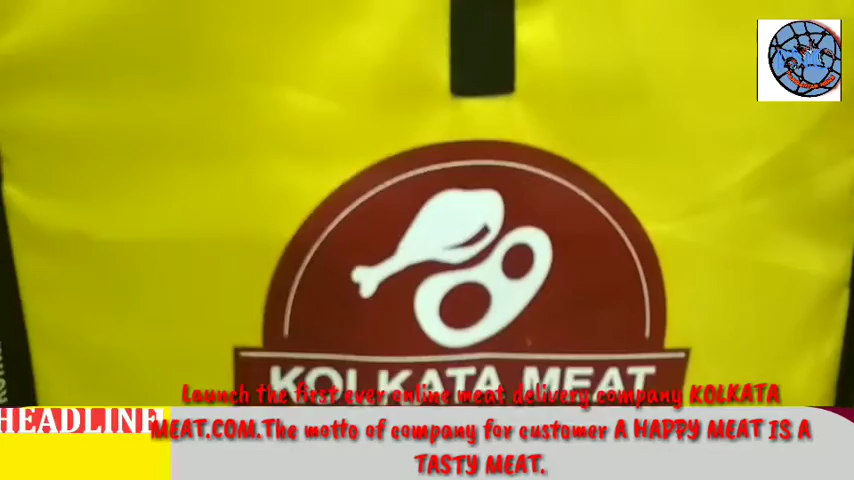 KOLKATA MEAT
Launch the first ever online meat delivery company KOLKATA
MEAT.COM.The motto of company for customer A HAPPY MEAT IS A
TASTY MEAT.
HEADLINE